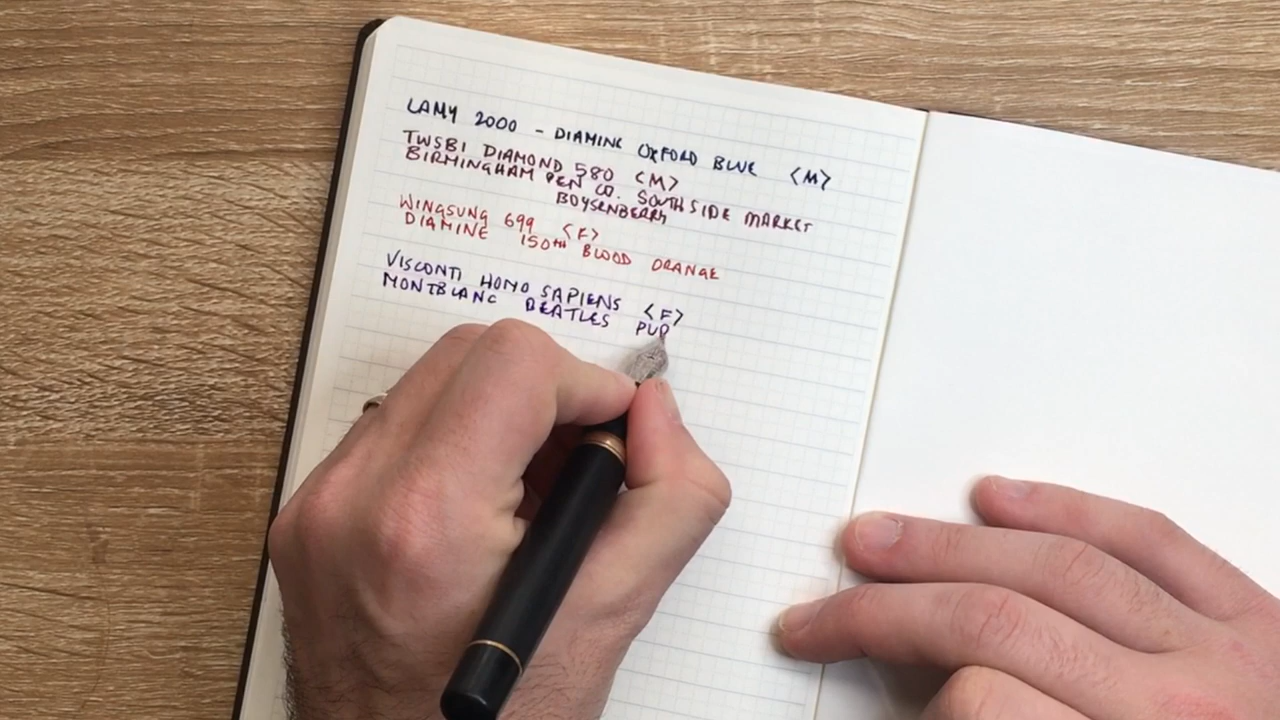 LAMY 2000 - DIAMINE OXFORD BLUE <M>
TWSBI DIAMOND 580 <M>
BIRMINGHAM PEN CO. SOUTHSIDE MARKET
BOYSENBERRY
WINGSUNG 699 <F>
DIAMINE 150TH BLOOD ORANGE
VISCONTI HOMO SAPIENS <F>
MONTBLANC BEATLES PUR